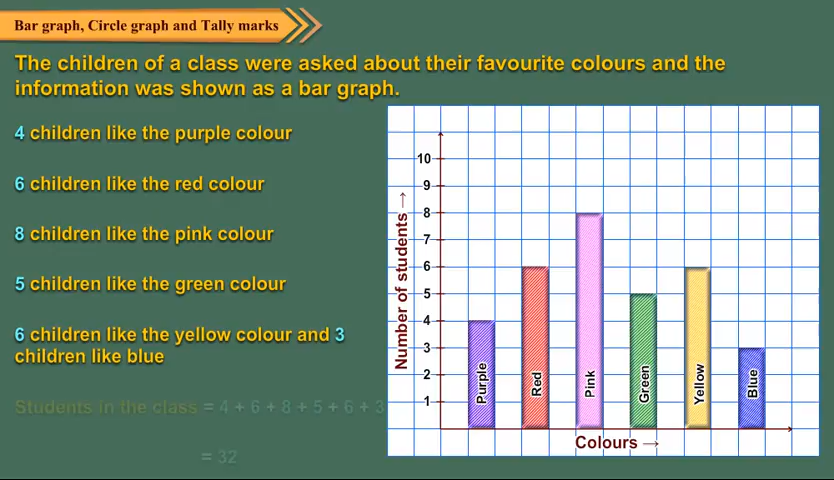 Bar graph, Circle graph and Tally marks
The children of a class were asked about their favourite colours and the
information was shown as a bar graph.
4 children like the purple colour
6 children like the red colour
8 children like the pink colour
5 children like the green colour
6 children like the yellow colour and 3
children like blue
Students in the class = 4 + 6 + 8 + 5 + 6 + 3
= 32
Number of students →
10
9
8
7
6
5
4
3
2
1
Purple
Red
Pink
Green
Yellow
Blue
Colours →